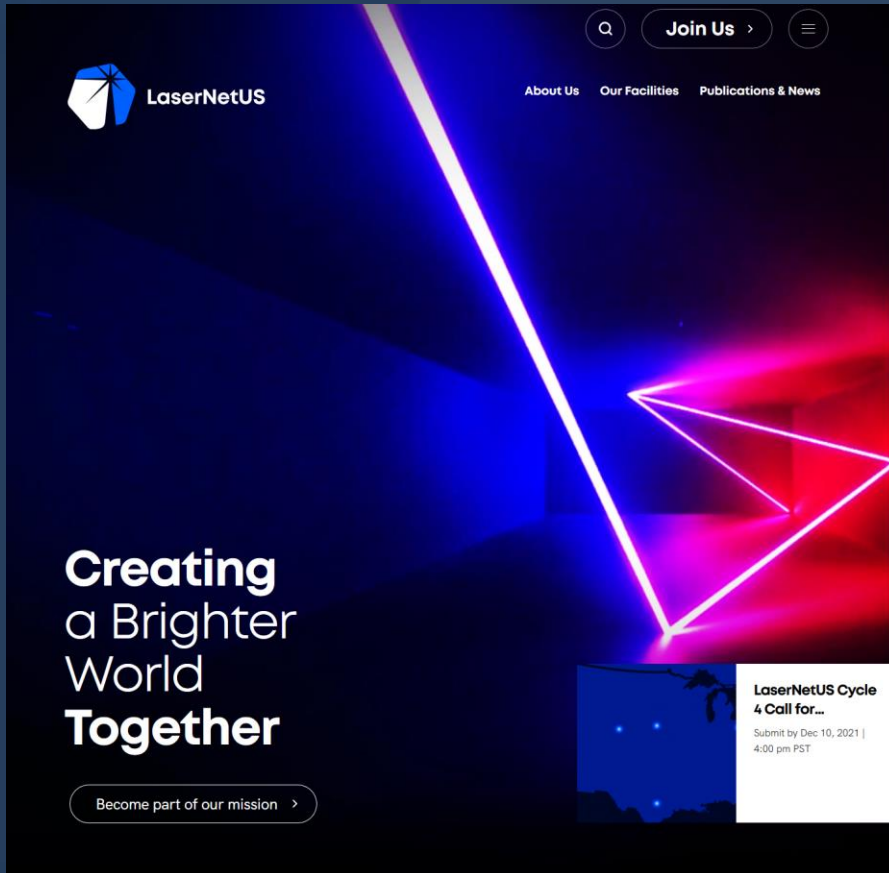 Join Us
LaserNetUS
About Us Our Facilities Publications & News
Creating
a Brighter
World
Together
Become part of our mission
LaserNetUS Cycle
4 Call for...
Submit by Dec 10, 2021 |
4:00 pm PST